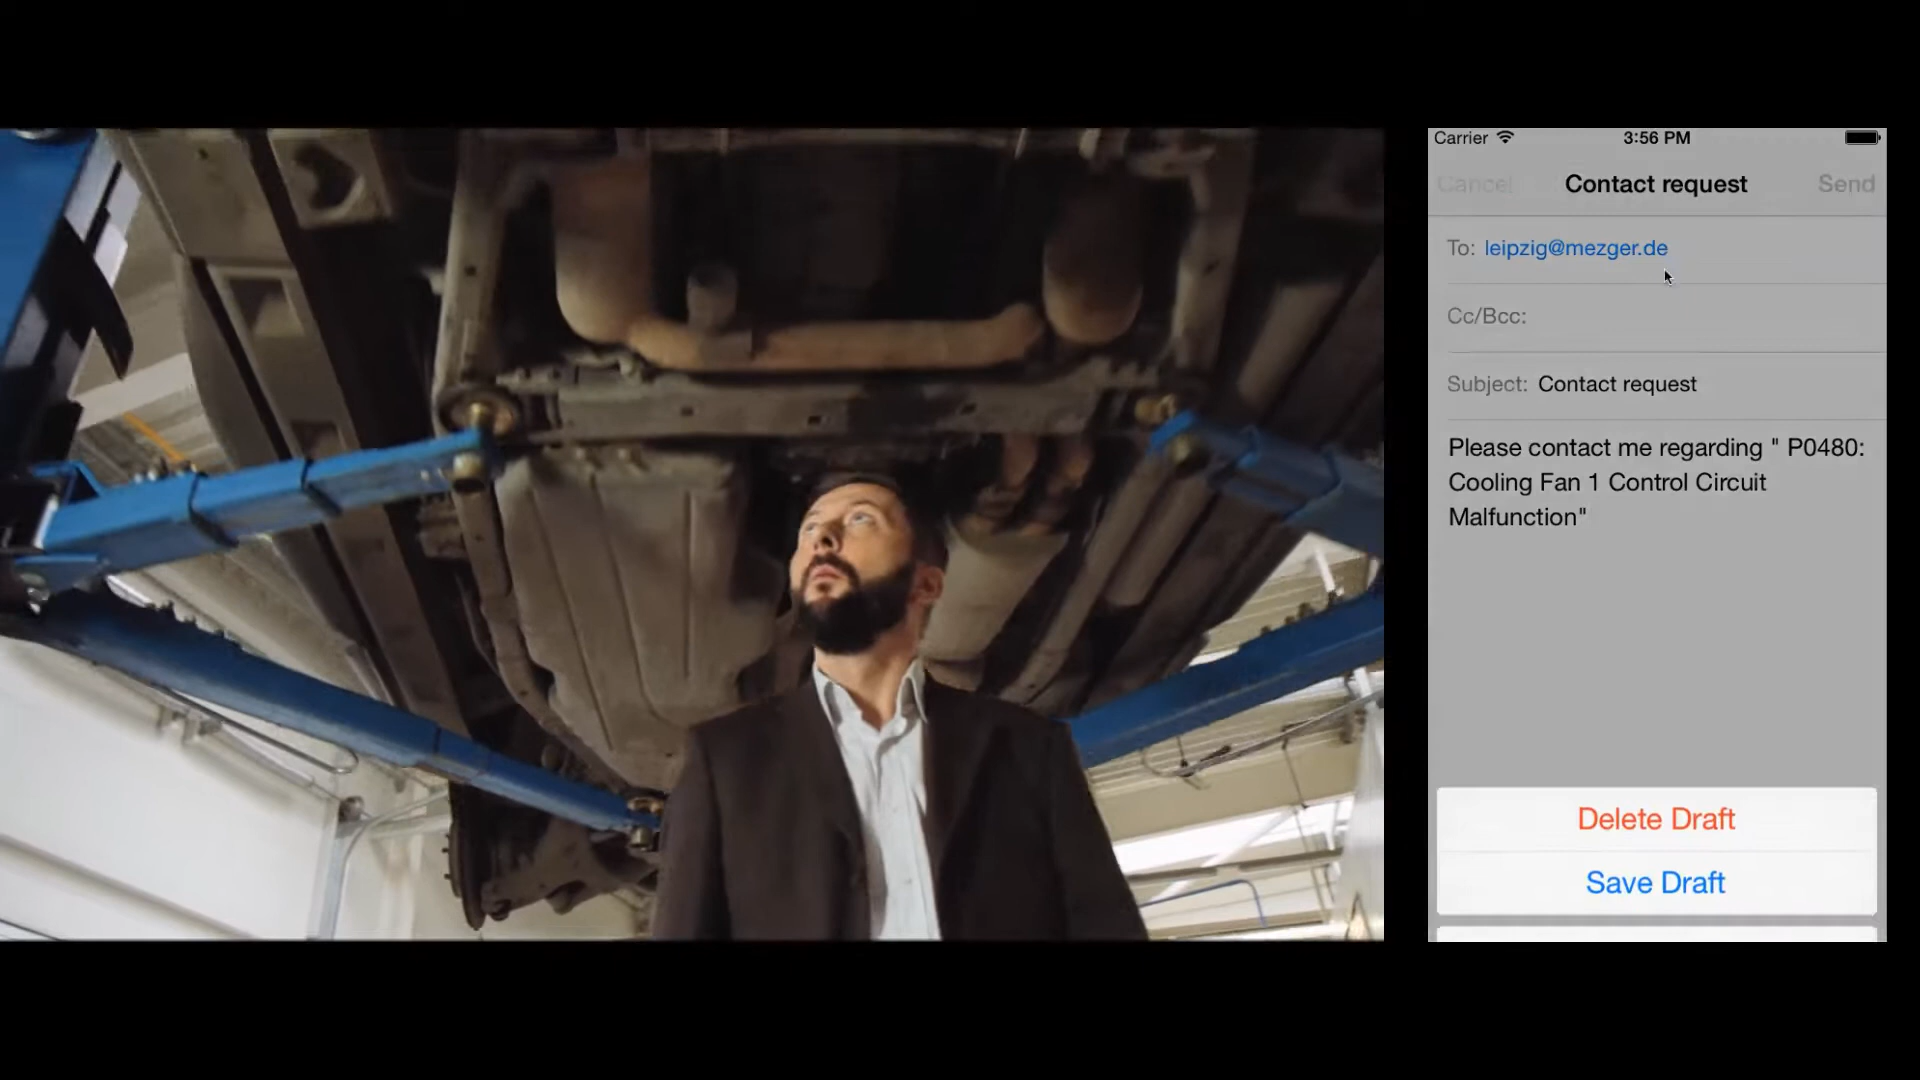 Carrier 3:56 PM
Cancel Contact request Send
To: leipzig@mezger.de
Cc/Bcc:
Subject: Contact request
Please contact me regarding " P0480:
Cooling Fan 1 Control Circuit
Malfunction"
Delete Draft
Save Draft